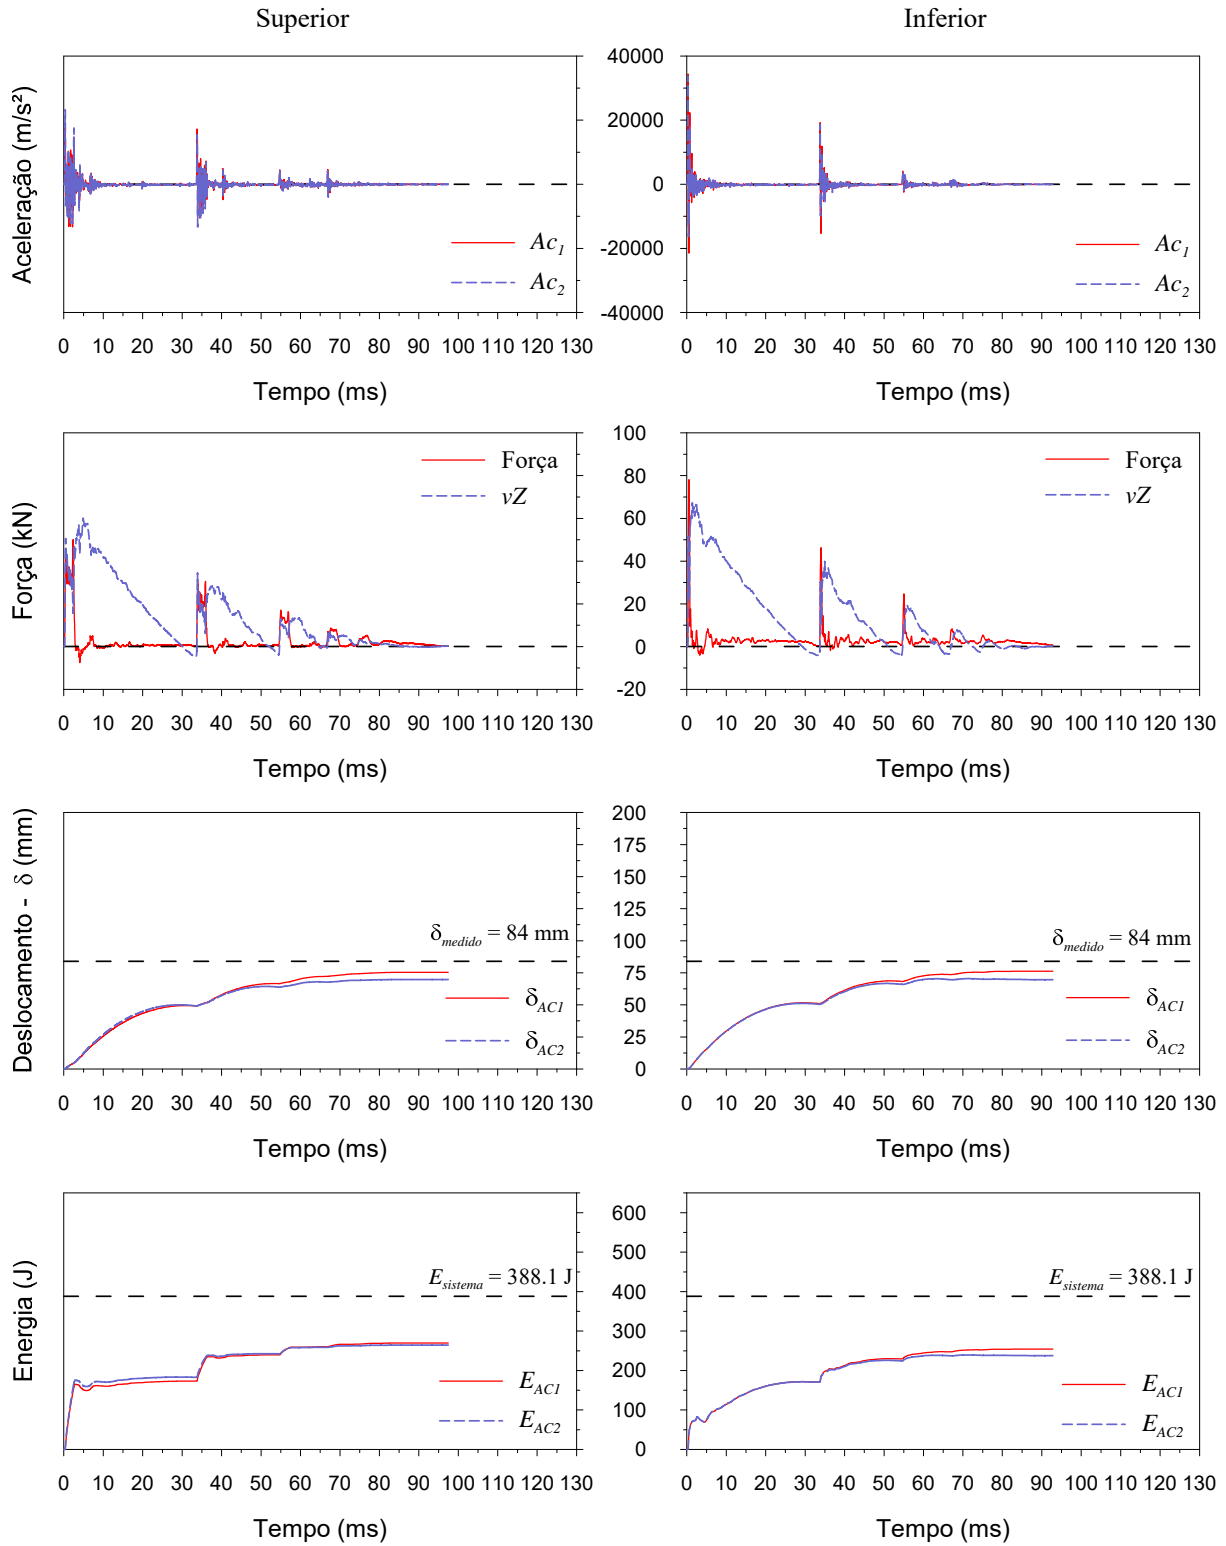 Superior Inferior
Aceleração (m/s²)
40000
20000
0
-20000
-40000
Ac1
Ac2
Ac1
Ac2
0 10 20 30 40 50 60 70 80 90 100 110 120 130
0 10 20 30 40 50 60 70 80 90 100 110 120 130
Tempo (ms) Tempo (ms)
Força (kN)
100
80
60
40
20
0
-20
Força
vZ
Força
vZ
0 10 20 30 40 50 60 70 80 90 100 110 120 130
0 10 20 30 40 50 60 70 80 90 100 110 120 130
Tempo (ms) Tempo (ms)
Deslocamento - δ (mm)
200
175
150
125
100
75
50
25
0
δmedido = 84 mm
δAC1
δAC2
δmedido = 84 mm
δAC1
δAC2
0 10 20 30 40 50 60 70 80 90 100 110 120 130
0 10 20 30 40 50 60 70 80 90 100 110 120 130
Tempo (ms) Tempo (ms)
Energia (J)
600
500
400
300
200
100
0
Esistema = 388.1 J
EAC1
EAC2
Esistema = 388.1 J
EAC1
EAC2
0 10 20 30 40 50 60 70 80 90 100 110 120 130
0 10 20 30 40 50 60 70 80 90 100 110 120 130
Tempo (ms) Tempo (ms)